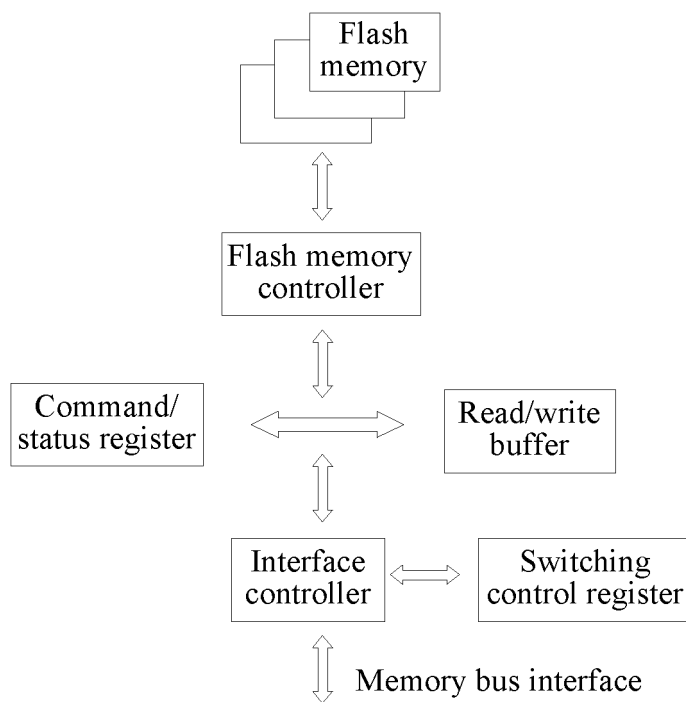 Flash
memory
Flash memory
controller
Command/
status register
Read/write
buffer
Interface
controller
Switching
control register
Memory bus interface